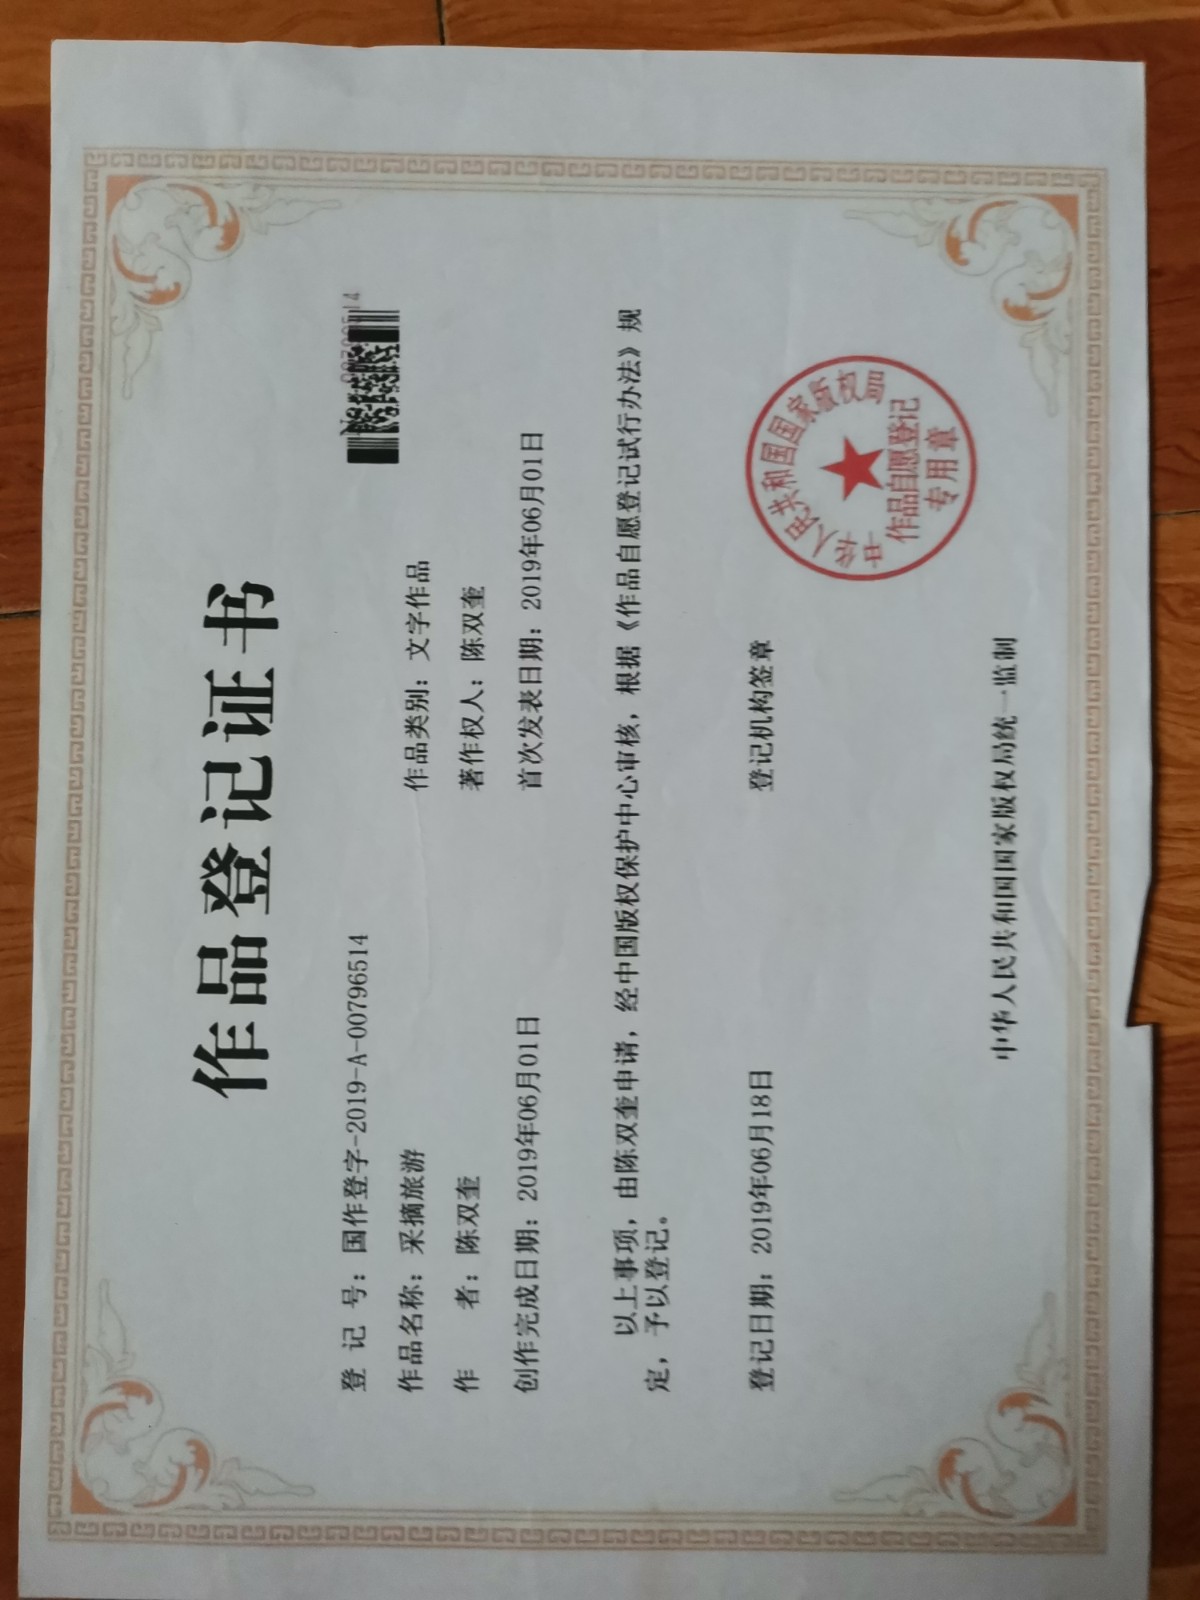 作品登记证书
登 记 号：国作登字-2019-A-00796514
作品名称：采摘旅游
作品类别：文字作品
作 者：陈双奎
著作权人：陈双奎
创作完成日期：2019年06月01日
首次发表日期：2019年06月01日
以上事项，由陈双奎申请，经中国版权保护中心审核，根据《作品自愿登记试行办法》规
定，予以登记。
登记日期：2019年06月18日
登记机构签章
中华人民共和国国家版权局
作品自愿登记
专用章
中华人民共和国国家版权局统一监制